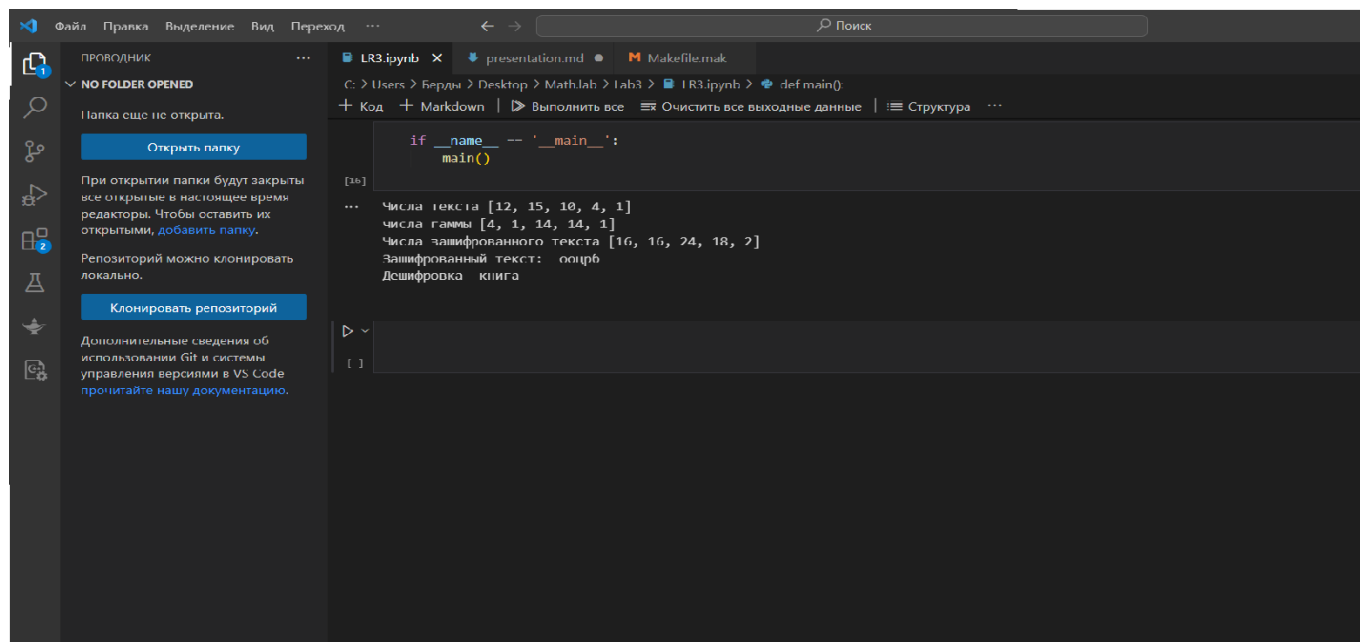 Файл Правка Выделение Вид Переход ···
Поиск
ПРОВОДНИК ···
NO FOLDER OPENED
Папка еще не открыта.
Открыть папку
При открытии папки будут закрыты
все открытые в настоящее время
редакторы. Чтобы оставить их
открытыми, добавить папку.
Репозиторий можно клонировать
локально.
Клонировать репозиторий
Дополнительные сведения об
использовании Git и системы
управления версиями в VS Code
прочитайте нашу документацию.
1
2
LR3.ipynb presentation.md Makefile.mak
C: > Users > Берды > Desktop > Math.lab > Lab3 > LR3.ipynb > def main():
+ Код + Markdown | Выполнить все Очистить все выходные данные | Структура ···
if __name__ == '__main__':
main()
[16]
··· Числа текста [12, 15, 10, 4, 1]
числа гаммы [4, 1, 14, 14, 1]
Числа зашифрованного текста [16, 16, 24, 18, 2]
Зашифрованный текст: ооцрб
Дешифровка книга
[ ]